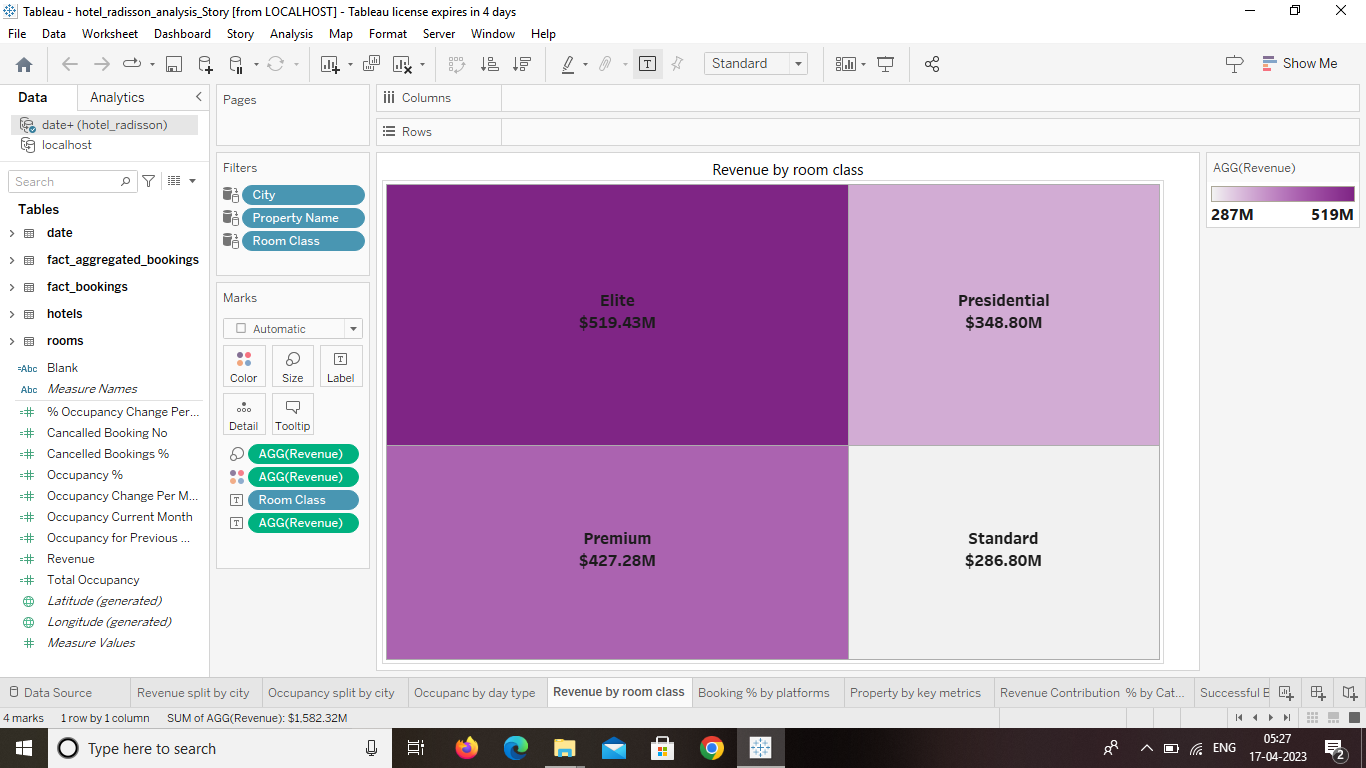 Tableau - hotel_radisson_analysis_Story [from LOCALHOST] - Tableau license expires in 4 days
File Data Worksheet Dashboard Story Analysis Map Format Server Window Help
Standard
Show Me
Data Analytics
date+ (hotel_radisson)
localhost
Search
Tables
date
fact_aggregated_bookings
fact_bookings
hotels
rooms
Abc Blank
Abc Measure Names
% Occupancy Change Per...
Cancelled Booking No
Cancelled Bookings %
Occupancy %
Occupancy Change Per M...
Occupancy Current Month
Occupancy for Previous ...
Revenue
Total Occupancy
Latitude (generated)
Longitude (generated)
Measure Values
Pages
Filters
City
Property Name
Room Class
Marks
Automatic
Color Size Label
Detail Tooltip
AGG(Revenue)
AGG(Revenue)
Room Class
AGG(Revenue)
Columns
Rows
Revenue by room class
Elite
$519.43M
Presidential
$348.80M
Premium
$427.28M
Standard
$286.80M
AGG(Revenue)
287M 519M
Data Source Revenue split by city Occupancy split by city Occupanc by day type Revenue by room class Booking % by platforms Property by key metrics Revenue Contribution % by Cat... Successful B
4 marks 1 row by 1 column SUM of AGG(Revenue): $1,582.32M
Type here to search
ENG
05:27
17-04-2023
2